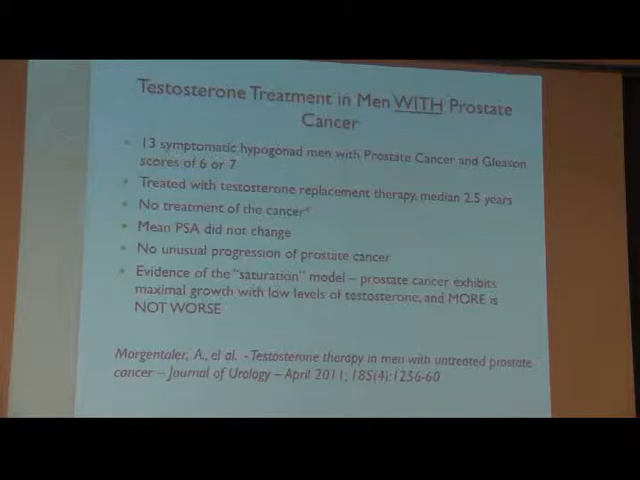 Testosterone Treatment in Men WITH Prostate
Cancer
• 13 symptomatic hypogonad men with Prostate Cancer and Gleason
scores of 6 or 7
• Treated with testosterone replacement therapy, median 2.5 years
• No treatment of the cancer*
• Mean PSA did not change
• No unusual progression of prostate cancer
• Evidence of the "saturation" model – prostate cancer exhibits
maximal growth with low levels of testosterone, and MORE is
NOT WORSE
Morgentaler, A., el al. - Testosterone therapy in men with untreated prostate
cancer – Journal of Urology – April 2011; 185(4):1256-60